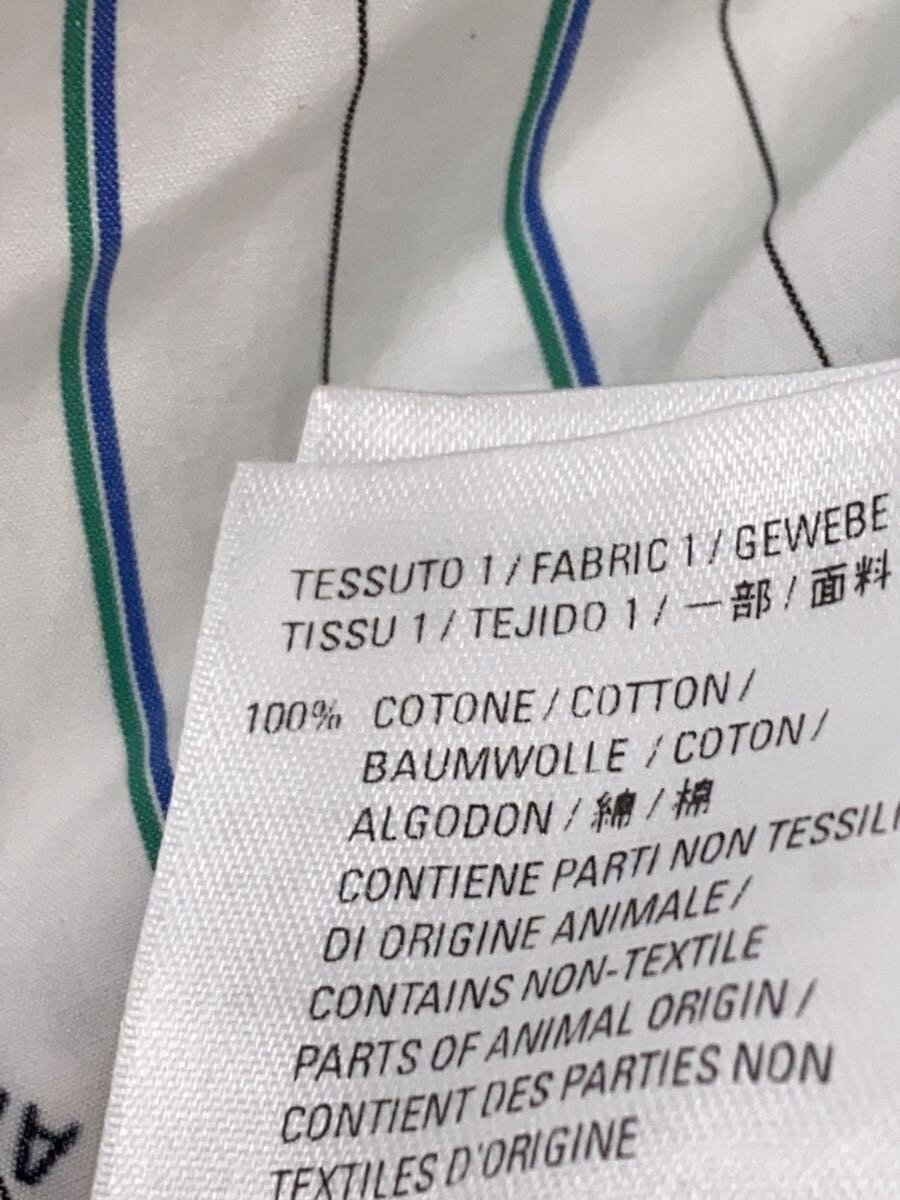 TESSUTO 1 / FABRIC 1 / GEWEBE
TISSU 1 / TEJIDO 1 / 一部 / 面料
100% COTONE / COTTON /
BAUMWOLLE / COTON /
ALGODON / 綿 / 棉
CONTIENE PARTI NON TESSILI
DI ORIGINE ANIMALE /
CONTAINS NON-TEXTILE
PARTS OF ANIMAL ORIGIN /
CONTIENT DES PARTIES NON
TEXTILES D'ORIGINE
A